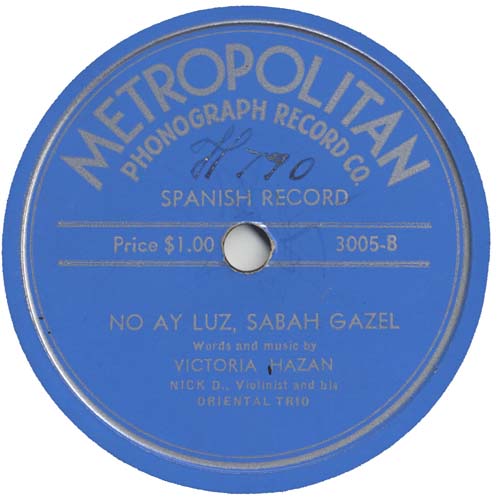 METROPOLITAN
PHONOGRAPH RECORD CO.
H 790
SPANISH RECORD
Price $1.00 3005-B
NO AY LUZ, SABAH GAZEL
Words and music by
VICTORIA HAZAN
NICK D., Violinist and his
ORIENTAL TRIO